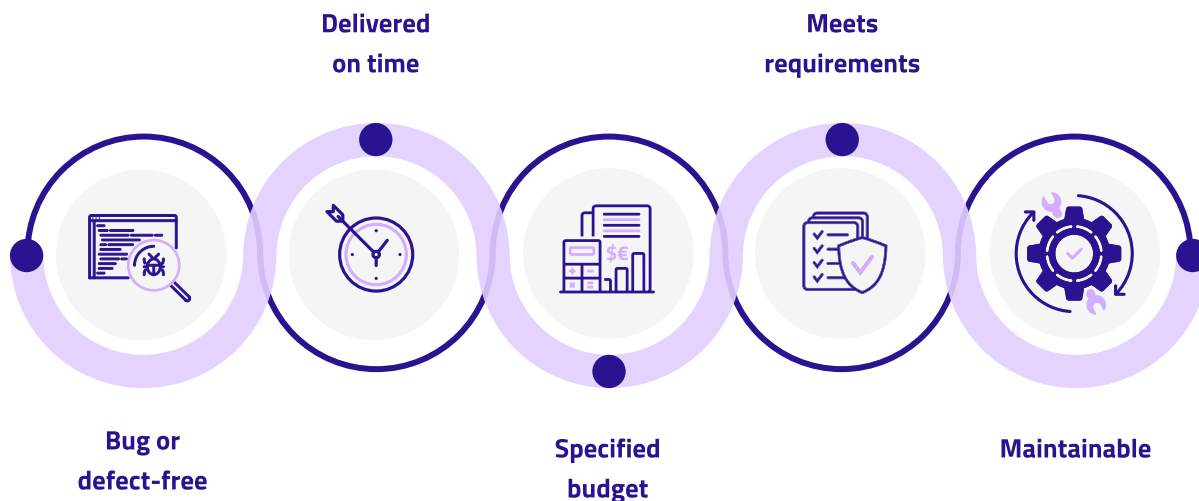 Delivered
on time
Meets
requirements
$€
Bug or
defect-free
Specified
budget
Maintainable